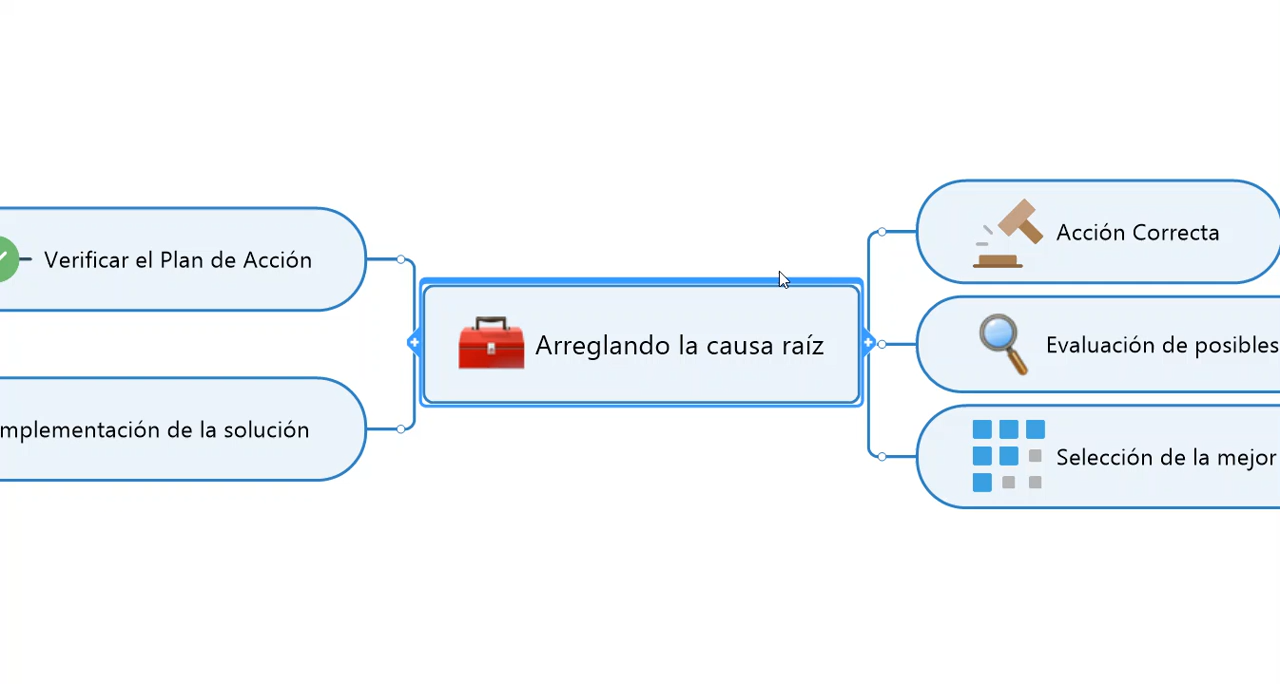 Verificar el Plan de Acción
mplementación de la solución
Arreglando la causa raíz
Acción Correcta
Evaluación de posibles
Selección de la mejor